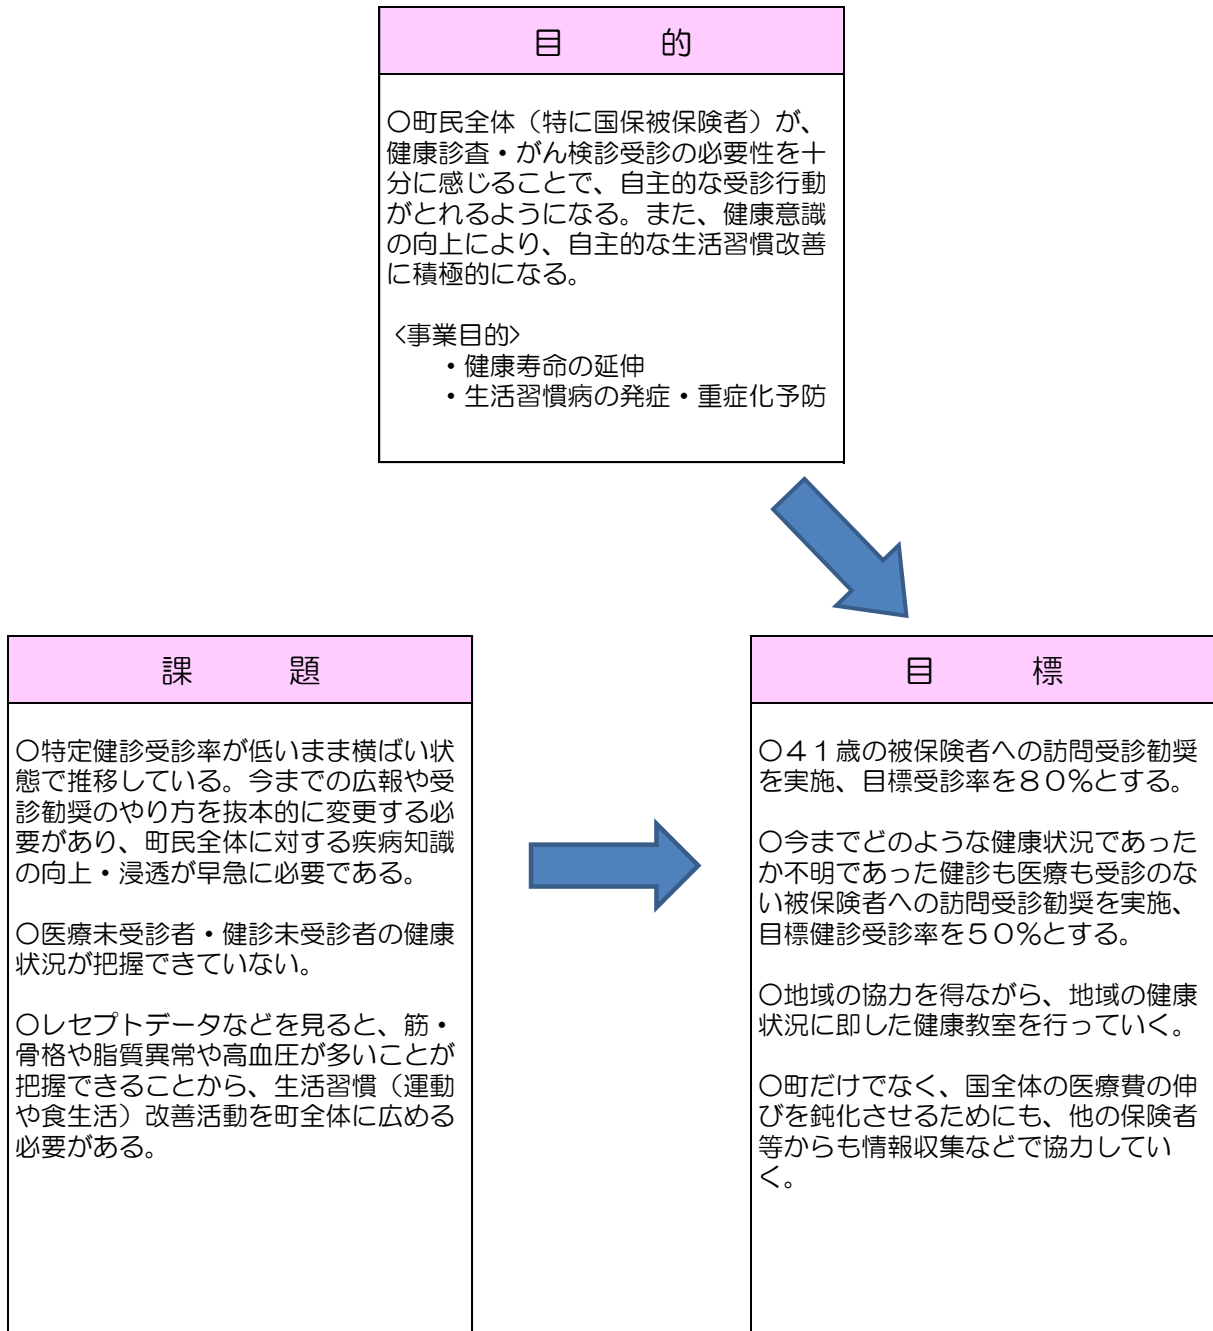 目　　的
〇町民全体（特に国保被保険者）が、
健康診査・がん検診受診の必要性を十
分に感じることで、自主的な受診行動
がとれるようになる。また、健康意識
の向上により、自主的な生活習慣改善
に積極的になる。
<事業目的>
・健康寿命の延伸
・生活習慣病の発症・重症化予防
課　　題
〇特定健診受診率が低いまま横ばい状
態で推移している。今までの広報や受
診勧奨のやり方を抜本的に変更する必
要があり、町民全体に対する疾病知識
の向上・浸透が早急に必要である。
〇医療未受診者・健診未受診者の健康
状況が把握できていない。
〇レセプトデータなどを見ると、筋・
骨格や脂質異常や高血圧が多いことが
把握できることから、生活習慣（運動
や食生活）改善活動を町全体に広める
必要がある。
目　　標
〇４１歳の被保険者への訪問受診勧奨
を実施、目標受診率を８０％とする。
〇今までどのような健康状況であった
か不明であった健診も医療も受診のな
い被保険者への訪問受診勧奨を実施、
目標健診受診率を５０％とする。
〇地域の協力を得ながら、地域の健康
状況に即した健康教室を行っていく。
〇町だけでなく、国全体の医療費の伸
びを鈍化させるためにも、他の保険者
等からも情報収集などで協力してい
く。